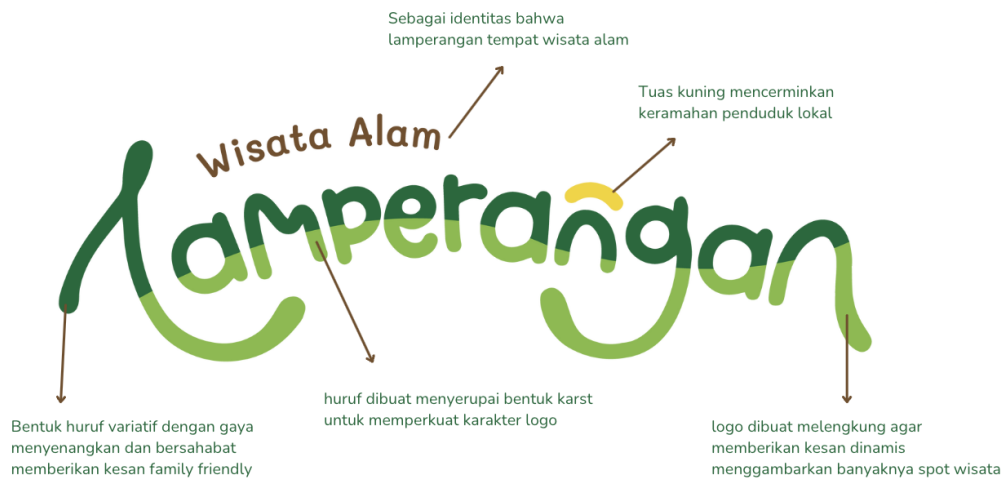 Sebagai identitas bahwa
lamperangan tempat wisata alam
Tuas kuning mencerminkan
keramahan penduduk lokal
Wisata Alam
Lamperangan
huruf dibuat menyerupai bentuk karst
untuk memperkuat karakter logo
Bentuk huruf variatif dengan gaya
menyenangkan dan bersahabat
memberikan kesan family friendly
logo dibuat melengkung agar
memberikan kesan dinamis
menggambarkan banyaknya spot wisata